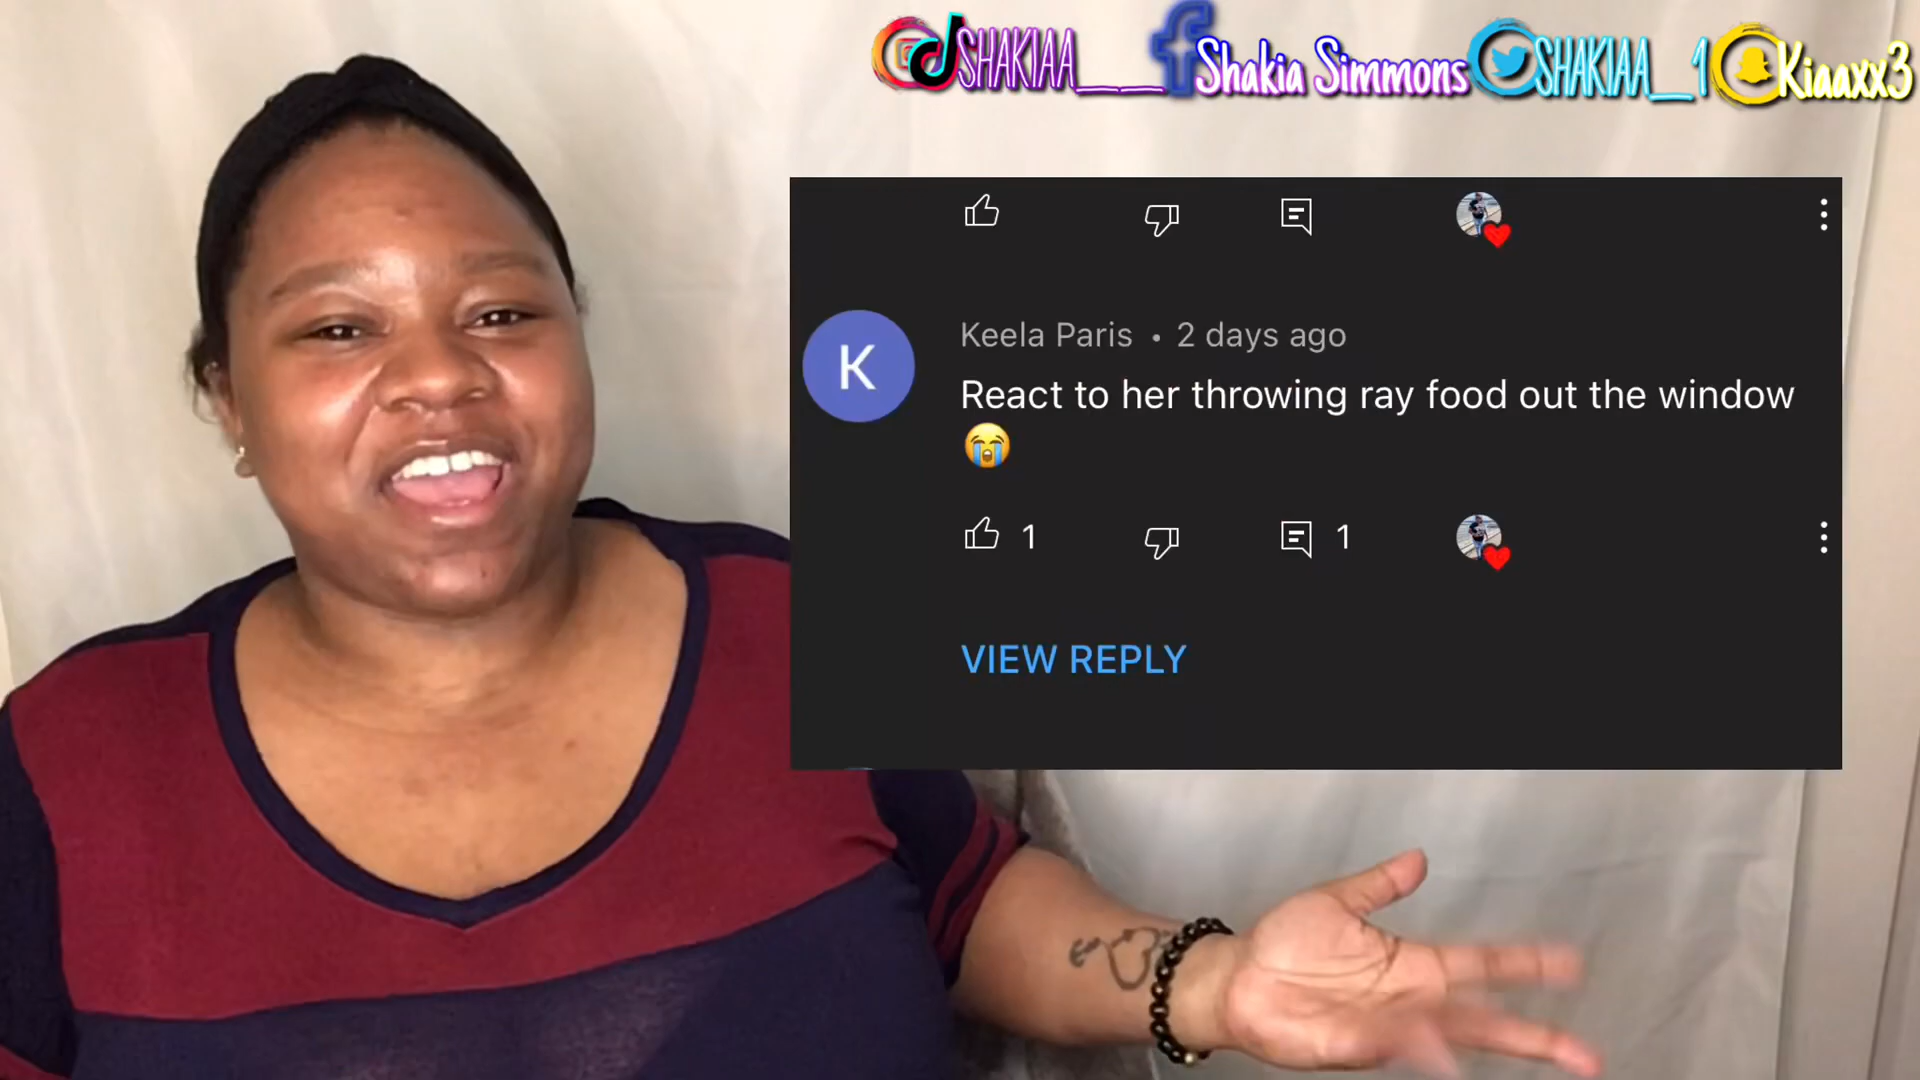 SHAKIAA___ Shakia Simmons SHAKIAA_1 Kiaaxx3
Keela Paris • 2 days ago
React to her throwing ray food out the window
😭
1 1
VIEW REPLY
K